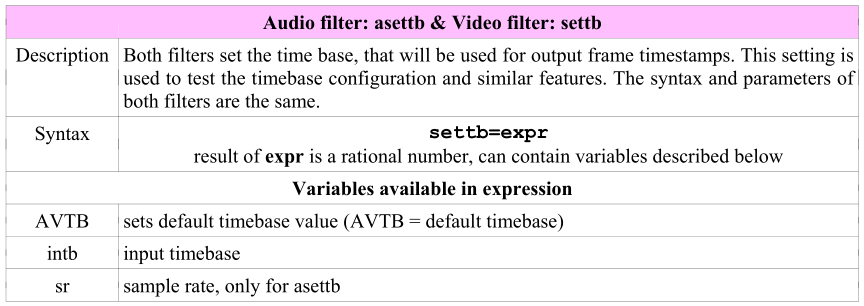 Audio filter: asettb & Video filter: settb
Description Both filters set the time base, that will be used for output frame timestamps. This setting is
used to test the timebase configuration and similar features. The syntax and parameters of
both filters are the same.
Syntax settb=expr
result of expr is a rational number, can contain variables described below
Variables available in expression
AVTB sets default timebase value (AVTB = default timebase)
intb input timebase
sr sample rate, only for asettb